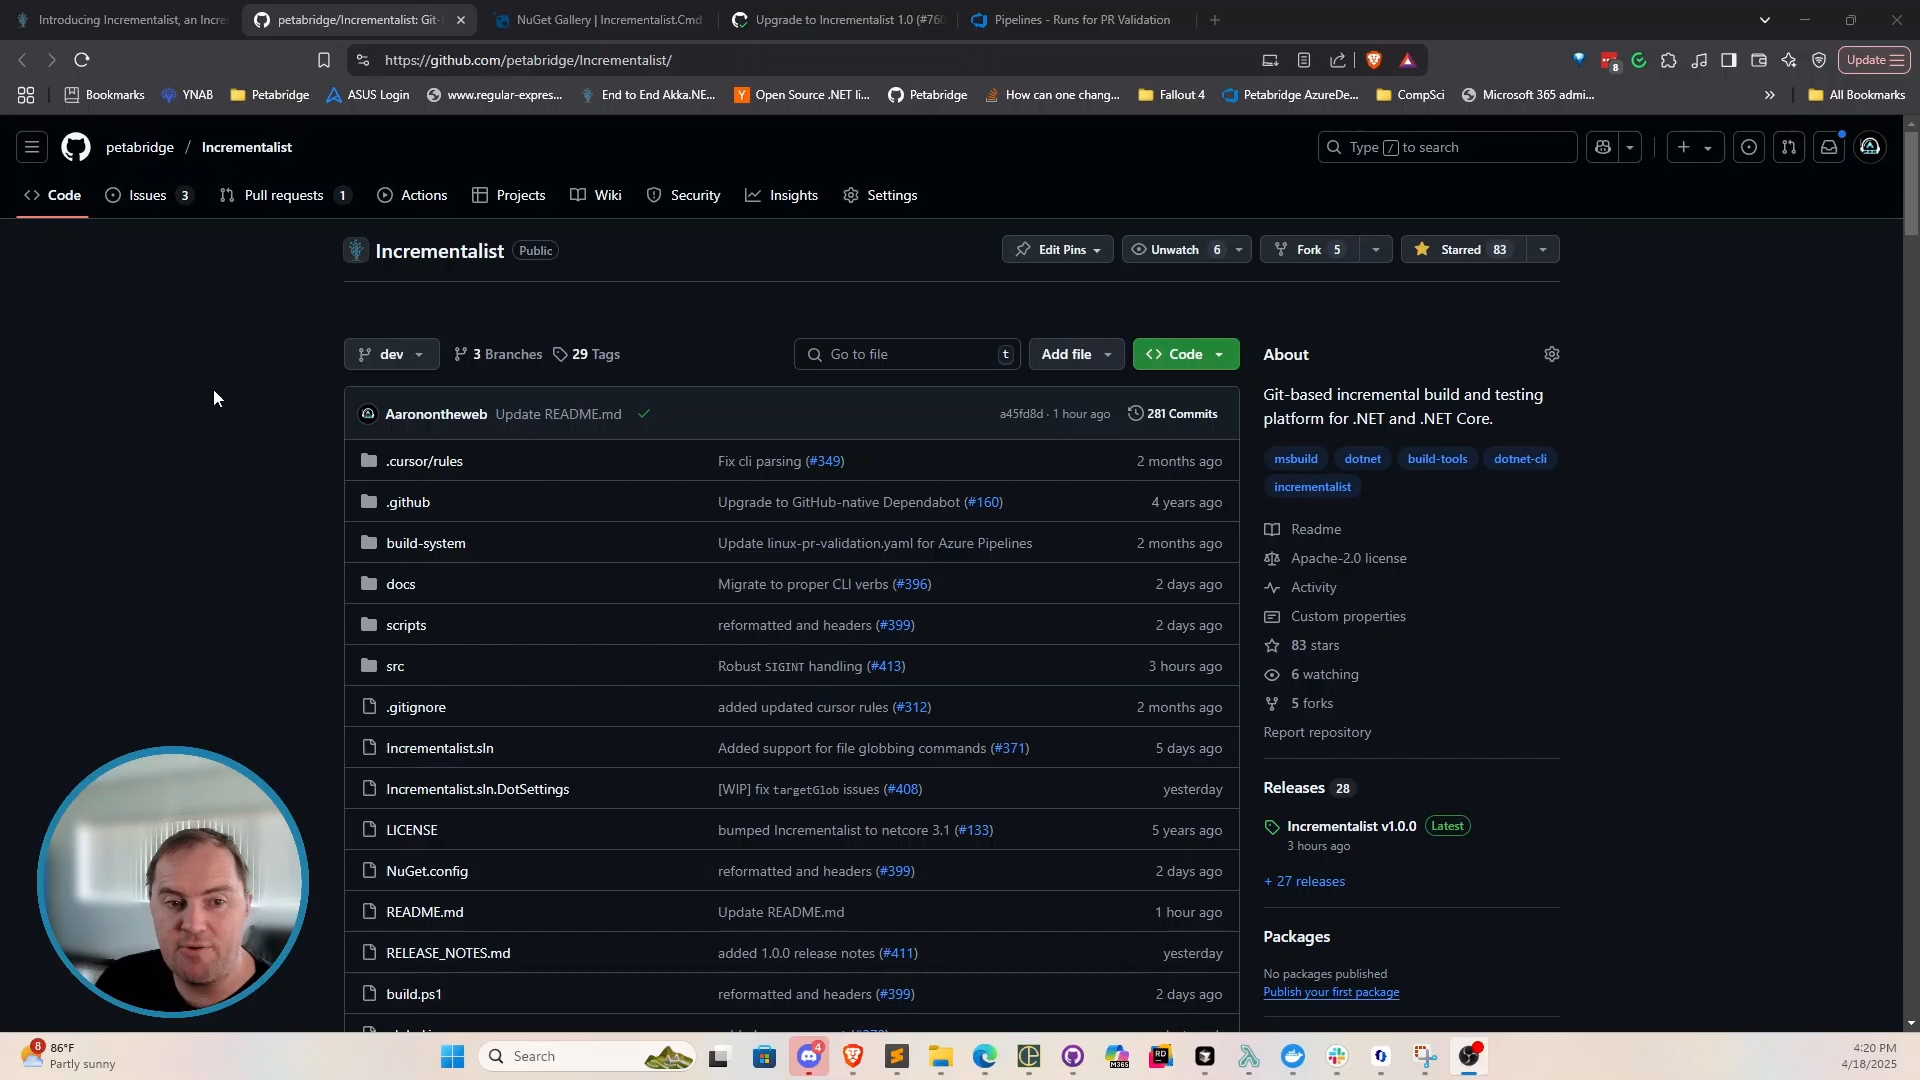 Introducing Incrementalist, an Incre
petabridge/Incrementalist: Git-
NuGet Gallery | Incrementalist.Cmd
Upgrade to Incrementalist 1.0 (#760
Pipelines - Runs for PR Validation
https://github.com/petabridge/Incrementalist/
8
Update
Bookmarks
YNAB
Petabridge
ASUS Login
www.regular-expres...
End to End Akka.NE...
Open Source .NET li...
Petabridge
How can one chang...
Fallout 4
Petabridge AzureDe...
CompSci
Microsoft 365 admi...
All Bookmarks
petabridge / Incrementalist
Type / to search
Code
Issues 3
Pull requests 1
Actions
Projects
Wiki
Security
Insights
Settings
Incrementalist Public
Edit Pins
Unwatch 6
Fork 5
Starred 83
dev
3 Branches
29 Tags
Go to file t
Add file
Code
Aaronontheweb Update README.md
a45fd8d · 1 hour ago
281 Commits
.cursor/rules Fix cli parsing (#349) 2 months ago
.github Upgrade to GitHub-native Dependabot (#160) 4 years ago
build-system Update linux-pr-validation.yaml for Azure Pipelines 2 months ago
docs Migrate to proper CLI verbs (#396) 2 days ago
scripts reformatted and headers (#399) 2 days ago
src Robust SIGINT handling (#413) 3 hours ago
.gitignore added updated cursor rules (#312) 2 months ago
Incrementalist.sln Added support for file globbing commands (#371) 5 days ago
Incrementalist.sln.DotSettings [WIP] fix targetGlob issues (#408) yesterday
LICENSE bumped Incrementalist to netcore 3.1 (#133) 5 years ago
NuGet.config reformatted and headers (#399) 2 days ago
README.md Update README.md 1 hour ago
RELEASE_NOTES.md added 1.0.0 release notes (#411) yesterday
build.ps1 reformatted and headers (#399) 2 days ago
About
Git-based incremental build and testing
platform for .NET and .NET Core.
msbuild dotnet build-tools dotnet-cli
incrementalist
Readme
Apache-2.0 license
Activity
Custom properties
83 stars
6 watching
5 forks
Report repository
Releases 28
Incrementalist v1.0.0 Latest
3 hours ago
+ 27 releases
Packages
No packages published
Publish your first package
8
86°F
Partly sunny
Search
4
M365
RD
4:20 PM
4/18/2025